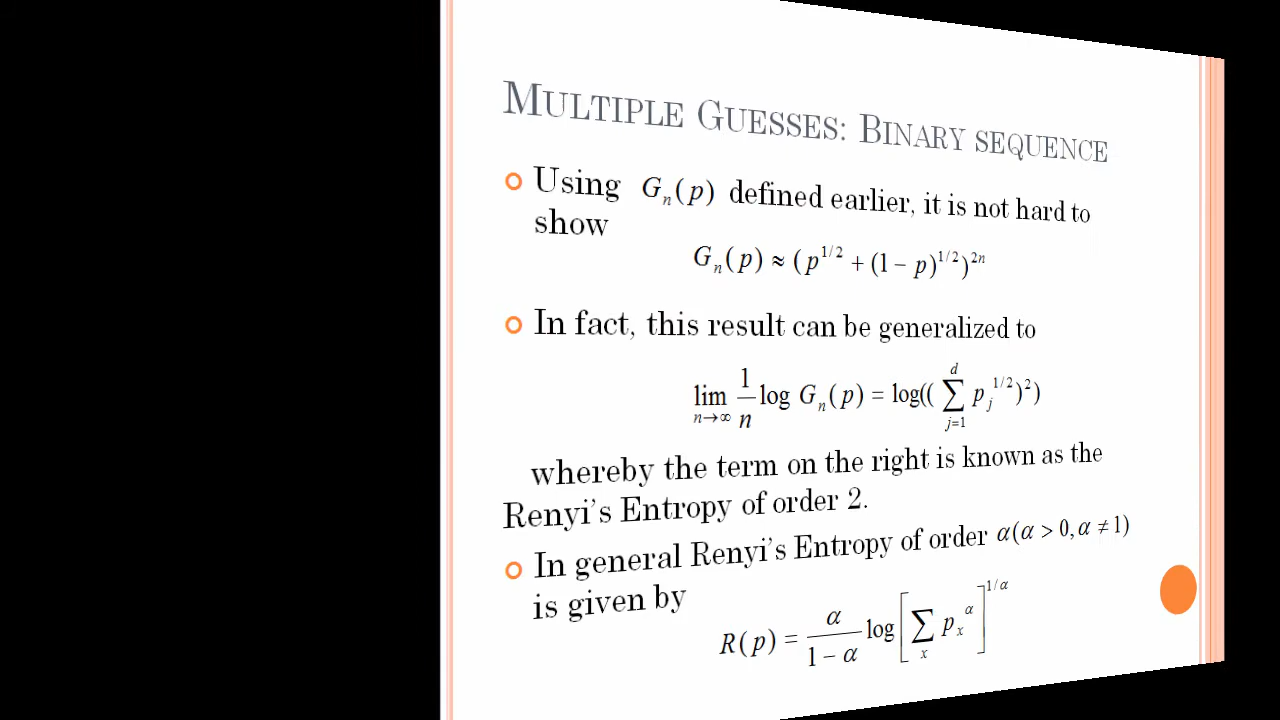 MULTIPLE GUESSES: BINARY SEQUENCE
Using Gₙ(p) defined earlier, it is not hard to
show
Gₙ(p) ≈ (p^{1/2} + (1 − p)^{1/2})^{2n}
In fact, this result can be generalized to
lim_{n→∞} 1/n log Gₙ(p) = log((∑_{j=1}^{d} p_j^{1/2})²)
whereby the term on the right is known as the
Renyi's Entropy of order 2.
In general Renyi's Entropy of order α(α > 0, α ≠ 1)
is given by
R(p) = α/(1 − α) log[∑_x p_x^α]^{1/α}